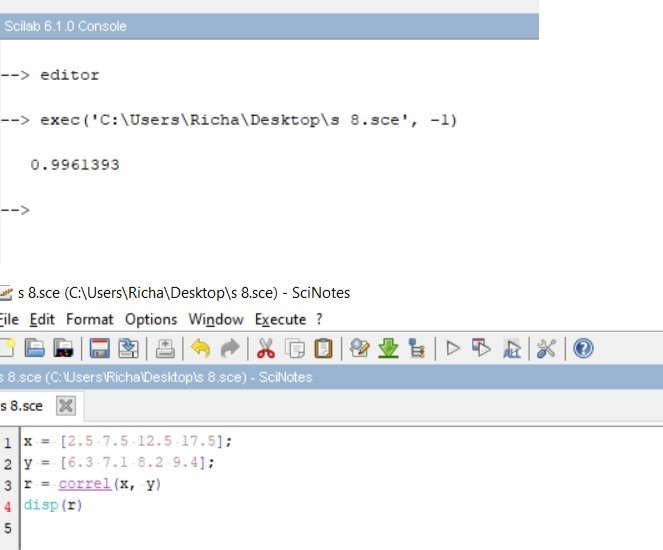 Scilab 6.1.0 Console
--> editor
--> exec('C:\Users\Richa\Desktop\s 8.sce', -1)
0.9961393
-->
s 8.sce (C:\Users\Richa\Desktop\s 8.sce) - SciNotes
File Edit Format Options Window Execute ?
s 8.sce (C:\Users\Richa\Desktop\s 8.sce) - SciNotes
s 8.sce
1 x = [2.5 7.5 12.5 17.5];
2 y = [6.3 7.1 8.2 9.4];
3 r = correl(x, y)
4 disp(r)
5